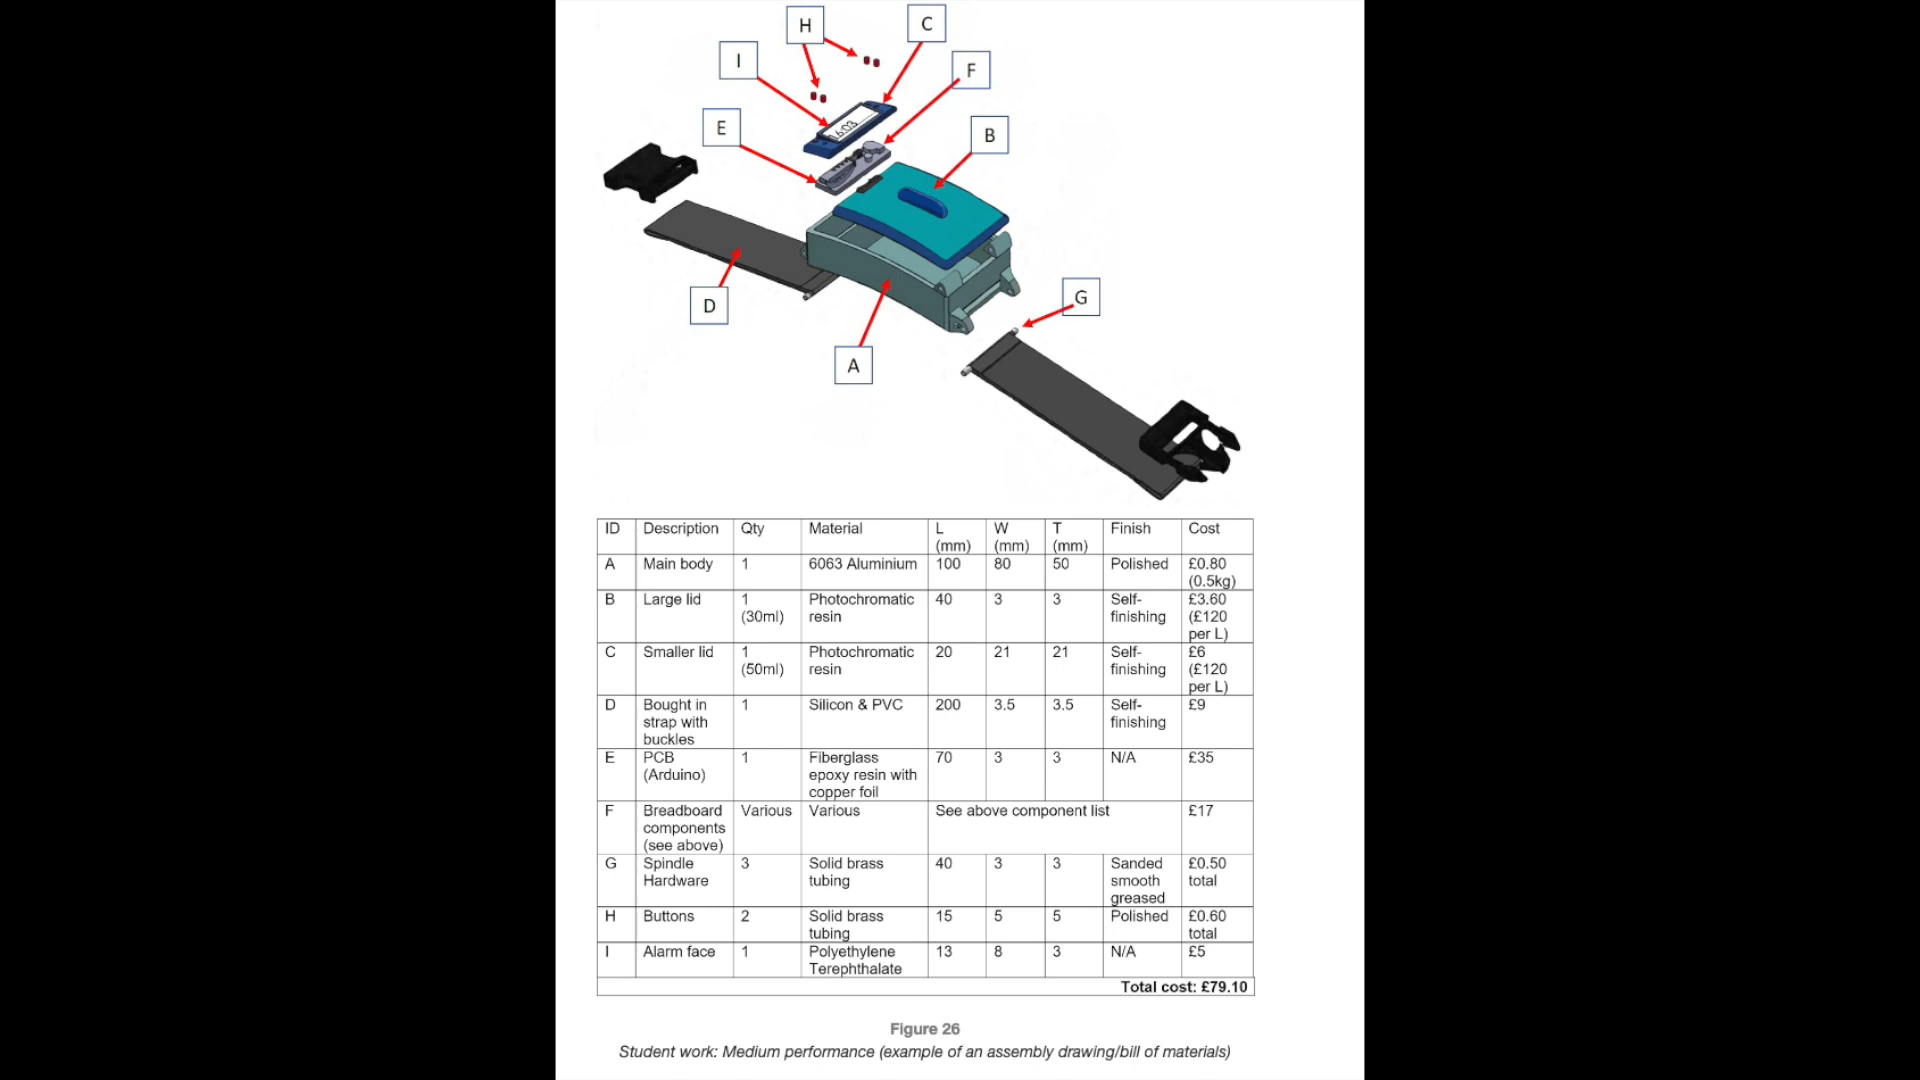 H
C
I
F
E
B
16:03
D
G
A
ID Description Qty Material L (mm) W (mm) T (mm) Finish Cost
A Main body 1 6063 Aluminium 100 80 50 Polished £0.80 (0.5kg)
B Large lid 1 (30ml) Photochromatic resin 40 3 3 Self-finishing £3.60 (£120 per L)
C Smaller lid 1 (50ml) Photochromatic resin 20 21 21 Self-finishing £6 (£120 per L)
D Bought in strap with buckles 1 Silicon & PVC 200 3.5 3.5 Self-finishing £9
E PCB (Arduino) 1 Fiberglass epoxy resin with copper foil 70 3 3 N/A £35
F Breadboard components (see above) Various Various See above component list £17
G Spindle Hardware 3 Solid brass tubing 40 3 3 Sanded smooth greased £0.50 total
H Buttons 2 Solid brass tubing 15 5 5 Polished £0.60 total
I Alarm face 1 Polyethylene Terephthalate 13 8 3 N/A £5
Total cost: £79.10
Figure 26
Student work: Medium performance (example of an assembly drawing/bill of materials)